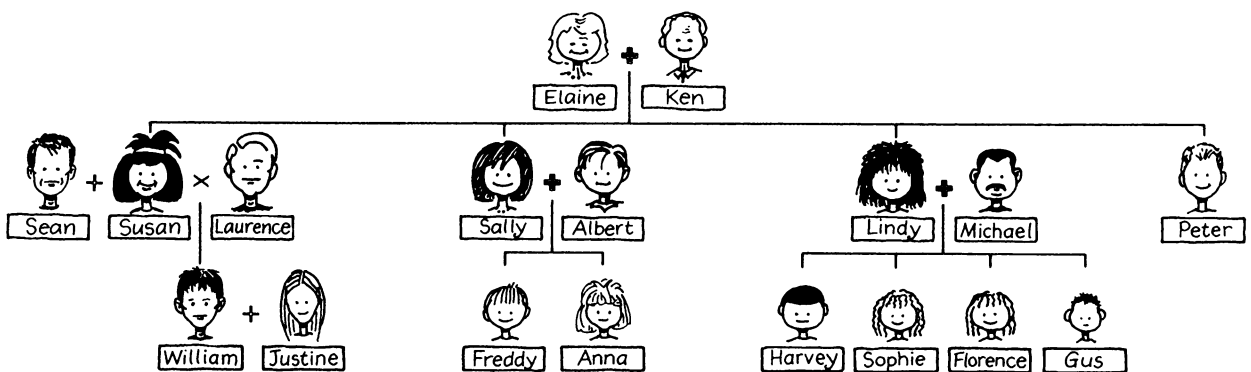 Elaine
Ken
Sean
Susan
Laurence
Sally
Albert
Lindy
Michael
Peter
William
Justine
Freddy
Anna
Harvey
Sophie
Florence
Gus